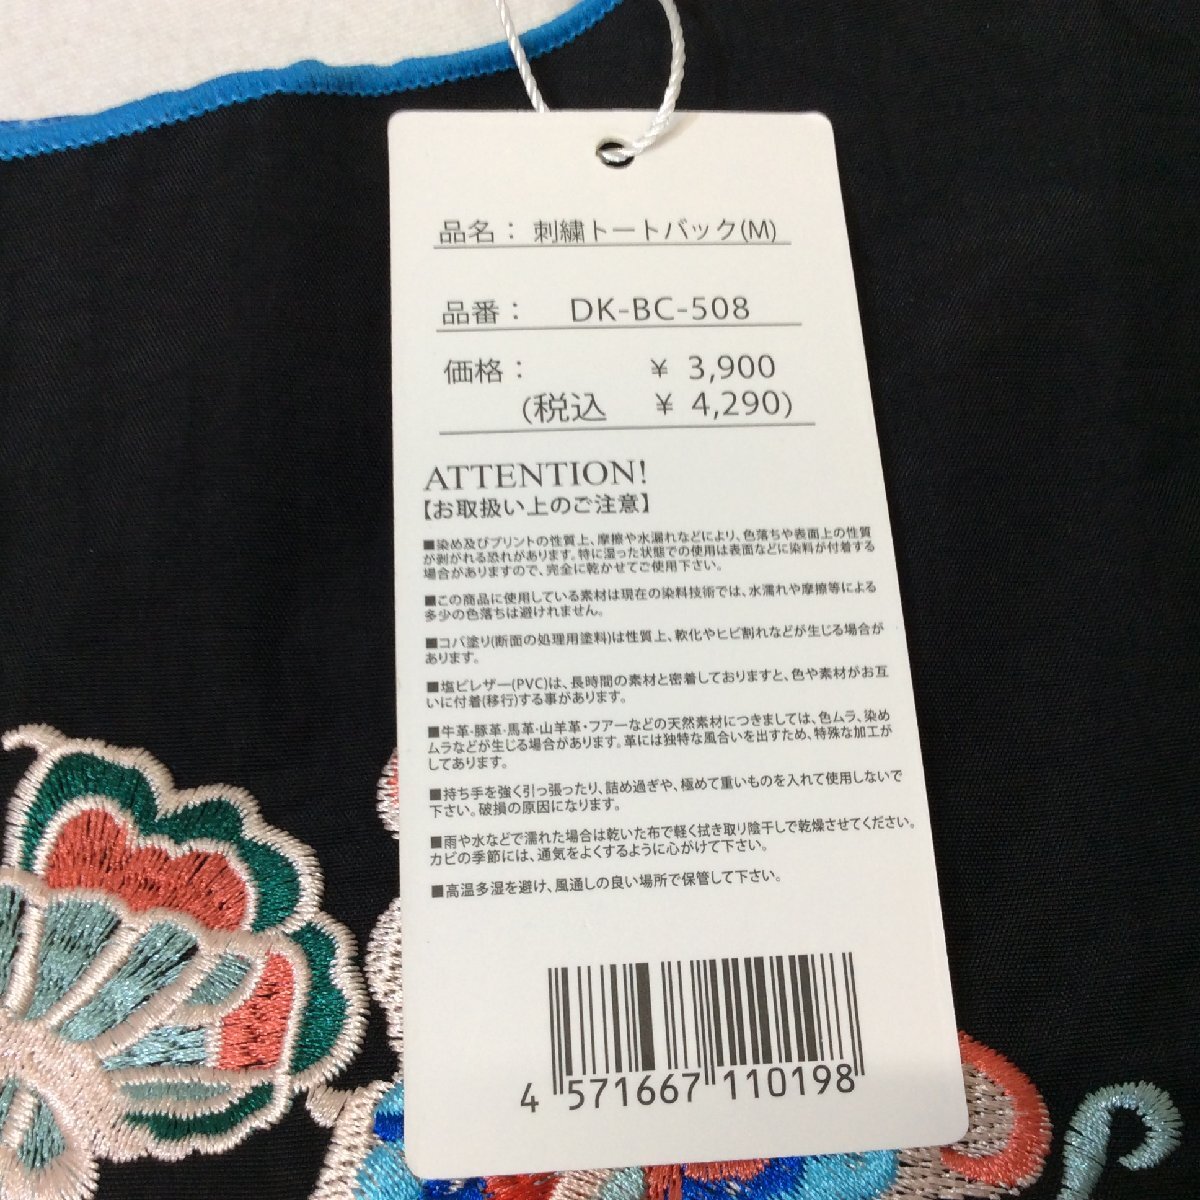 品名： 刺繍トートバック(M)
品番： DK-BC-508
価格： ￥ 3,900
(税込 ￥ 4,290)
ATTENTION!
【お取扱い上のご注意】
■染め及びプリントの性質上、摩擦や水濡れなどにより、色落ちや表面上の性質
が剥がれる恐れがあります。特に湿った状態での使用は表面などに染料が付着する
場合がありますので、完全に乾かせてご使用下さい。
■この商品に使用している素材は現在の染料技術では、水濡れや摩擦等による
多少の色落ちは避けれません。
■コバ塗り(断面の処理用塗料)は性質上、軟化やヒビ割れなどが生じる場合が
あります。
■塩ビレザー(PVC)は、長時間の素材と密着しておりますと、色や素材がお互
いに付着(移行)する事があります。
■牛革・豚革・馬革・山羊革・フアーなどの天然素材につきましては、色ムラ、染め
ムラなどが生じる場合があります。革には独特な風合いを出すため、特殊な加工が
してあります。
■持ち手を強く引っ張ったり、詰め過ぎや、極めて重いものを入れて使用しないで
下さい。破損の原因になります。
■雨や水などで濡れた場合は乾いた布で軽く拭き取り陰干しで乾燥させてください。
カビの季節には、通気をよくするように心がけて下さい。
■高温多湿を避け、風通しの良い場所で保管して下さい。
4 571667 110198